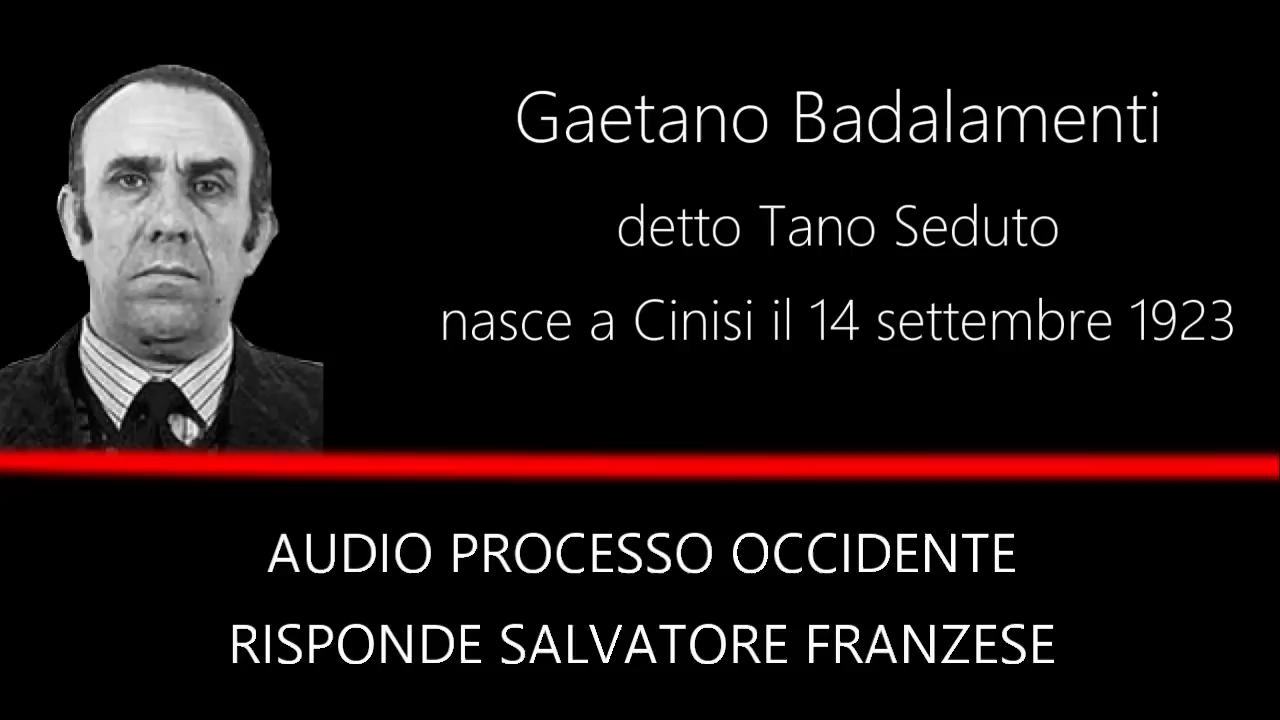 Gaetano Badalamenti
detto Tano Seduto
nasce a Cinisi il 14 settembre 1923
AUDIO PROCESSO OCCIDENTE
RISPONDE SALVATORE FRANZESE